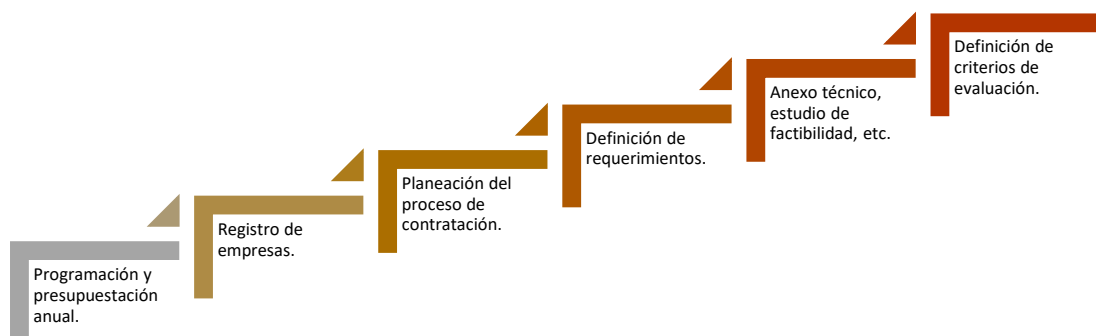 Programación y
presupuestación
anual.
Registro de
empresas.
Planeación del
proceso de
contratación.
Definición de
requerimientos.
Anexo técnico,
estudio de
factibilidad, etc.
Definición de
criterios de
evaluación.